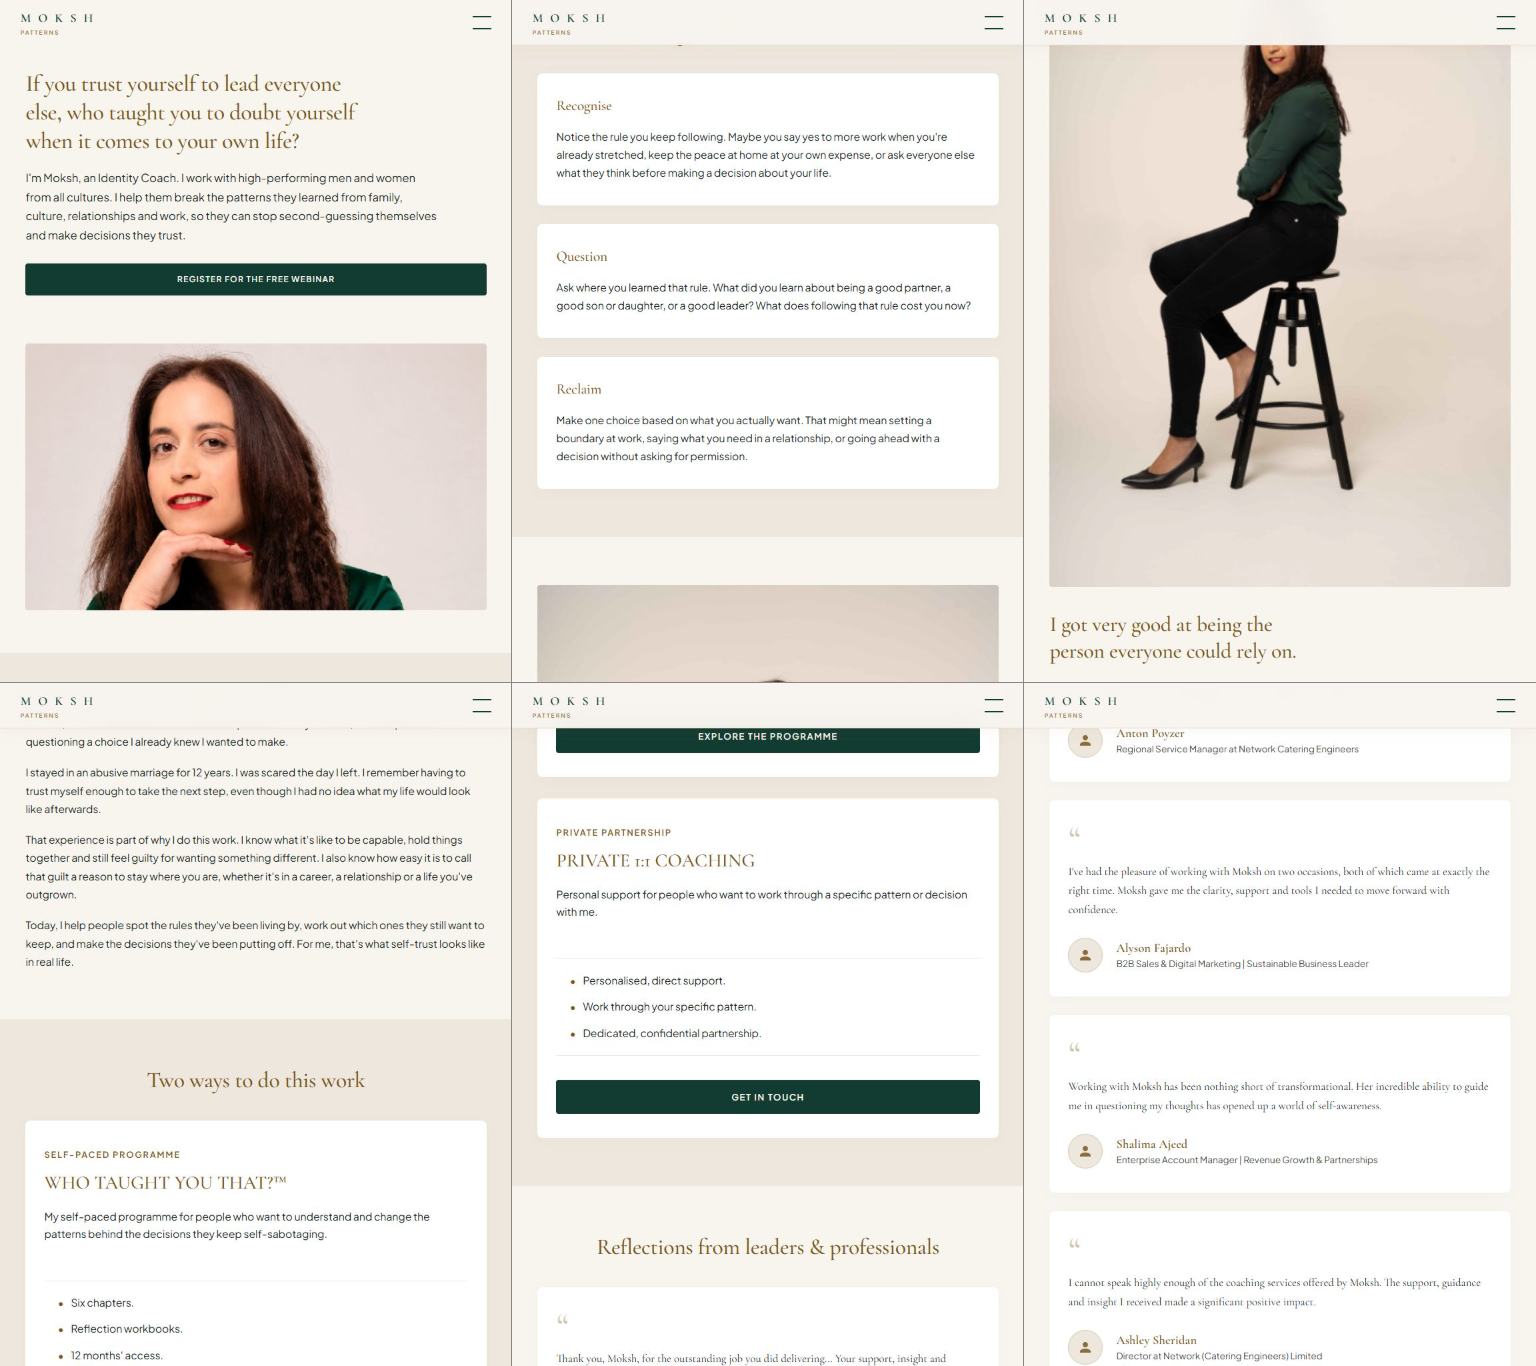 MOKSH
PATTERNS
If you trust yourself to lead everyone
else, who taught you to doubt yourself
when it comes to your own life?
I'm Moksh, an Identity Coach. I work with high-performing men and women
from all cultures. I help them break the patterns they learned from family,
culture, relationships and work, so they can stop second-guessing themselves
and make decisions they trust.
REGISTER FOR THE FREE WEBINAR
MOKSH
PATTERNS
Recognise
Notice the rule you keep following. Maybe you say yes to more work when you're
already stretched, keep the peace at home at your own expense, or ask everyone else
what they think before making a decision about your life.
Question
Ask where you learned that rule. What did you learn about being a good partner, a
good son or daughter, or a good leader? What does following that rule cost you now?
Reclaim
Make one choice based on what you actually want. That might mean setting a
boundary at work, saying what you need in a relationship, or going ahead with a
decision without asking for permission.
MOKSH
PATTERNS
I got very good at being the
person everyone could rely on.
MOKSH
PATTERNS
questioning a choice I already knew I wanted to make.
I stayed in an abusive marriage for 12 years. I was scared the day I left. I remember having to
trust myself enough to take the next step, even though I had no idea what my life would look
like afterwards.
That experience is part of why I do this work. I know what it's like to be capable, hold things
together and still feel guilty for wanting something different. I also know how easy it is to call
that guilt a reason to stay where you are, whether it's in a career, a relationship or a life you've
outgrown.
Today, I help people spot the rules they've been living by, work out which ones they still want to
keep, and make the decisions they've been putting off. For me, that's what self-trust looks like
in real life.
Two ways to do this work
SELF-PACED PROGRAMME
WHO TAUGHT YOU THAT?™
My self-paced programme for people who want to understand and change the
patterns behind the decisions they keep self-sabotaging.
Six chapters.
Reflection workbooks.
12 months' access.
MOKSH
PATTERNS
EXPLORE THE PROGRAMME
PRIVATE PARTNERSHIP
PRIVATE 1:1 COACHING
Personal support for people who want to work through a specific pattern or decision
with me.
Personalised, direct support.
Work through your specific pattern.
Dedicated, confidential partnership.
GET IN TOUCH
Reflections from leaders & professionals
“
Thank you, Moksh, for the outstanding job you did delivering... Your support, insight and
MOKSH
PATTERNS
Anton Poyzer
Regional Service Manager at Network Catering Engineers
“
I've had the pleasure of working with Moksh on two occasions, both of which came at exactly the
right time. Moksh gave me the clarity, support and tools I needed to move forward with
confidence.
Alyson Fajardo
B2B Sales & Digital Marketing | Sustainable Business Leader
“
Working with Moksh has been nothing short of transformational. Her incredible ability to guide
me in questioning my thoughts has opened up a world of self-awareness.
Shalima Ajeed
Enterprise Account Manager | Revenue Growth & Partnerships
“
I cannot speak highly enough of the coaching services offered by Moksh. The support, guidance
and insight I received made a significant positive impact.
Ashley Sheridan
Director at Network (Catering Engineers) Limited